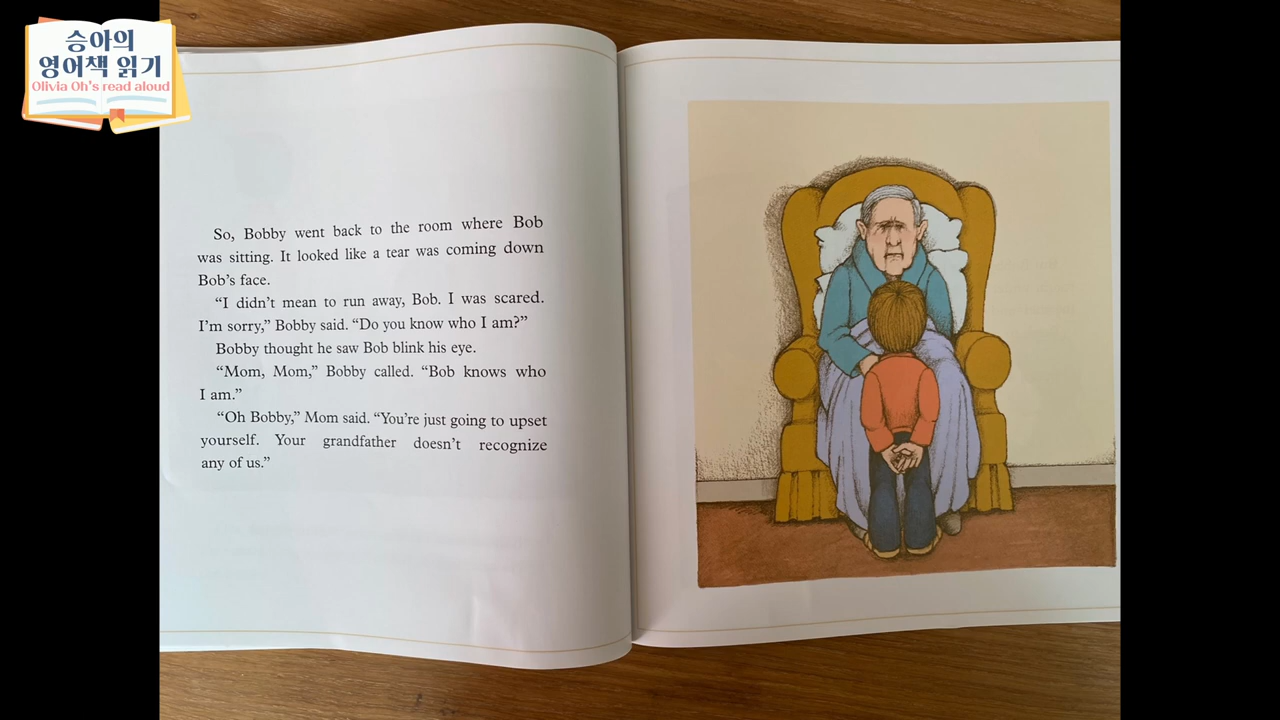 승아의
영어책 읽기
Olivia Oh's read aloud
So, Bobby went back to the room where Bob
was sitting. It looked like a tear was coming down
Bob's face.
“I didn't mean to run away, Bob. I was scared.
I'm sorry,” Bobby said. “Do you know who I am?”
Bobby thought he saw Bob blink his eye.
“Mom, Mom,” Bobby called. “Bob knows who
I am.”
“Oh Bobby,” Mom said. “You're just going to upset
yourself. Your grandfather doesn't recognize
any of us.”